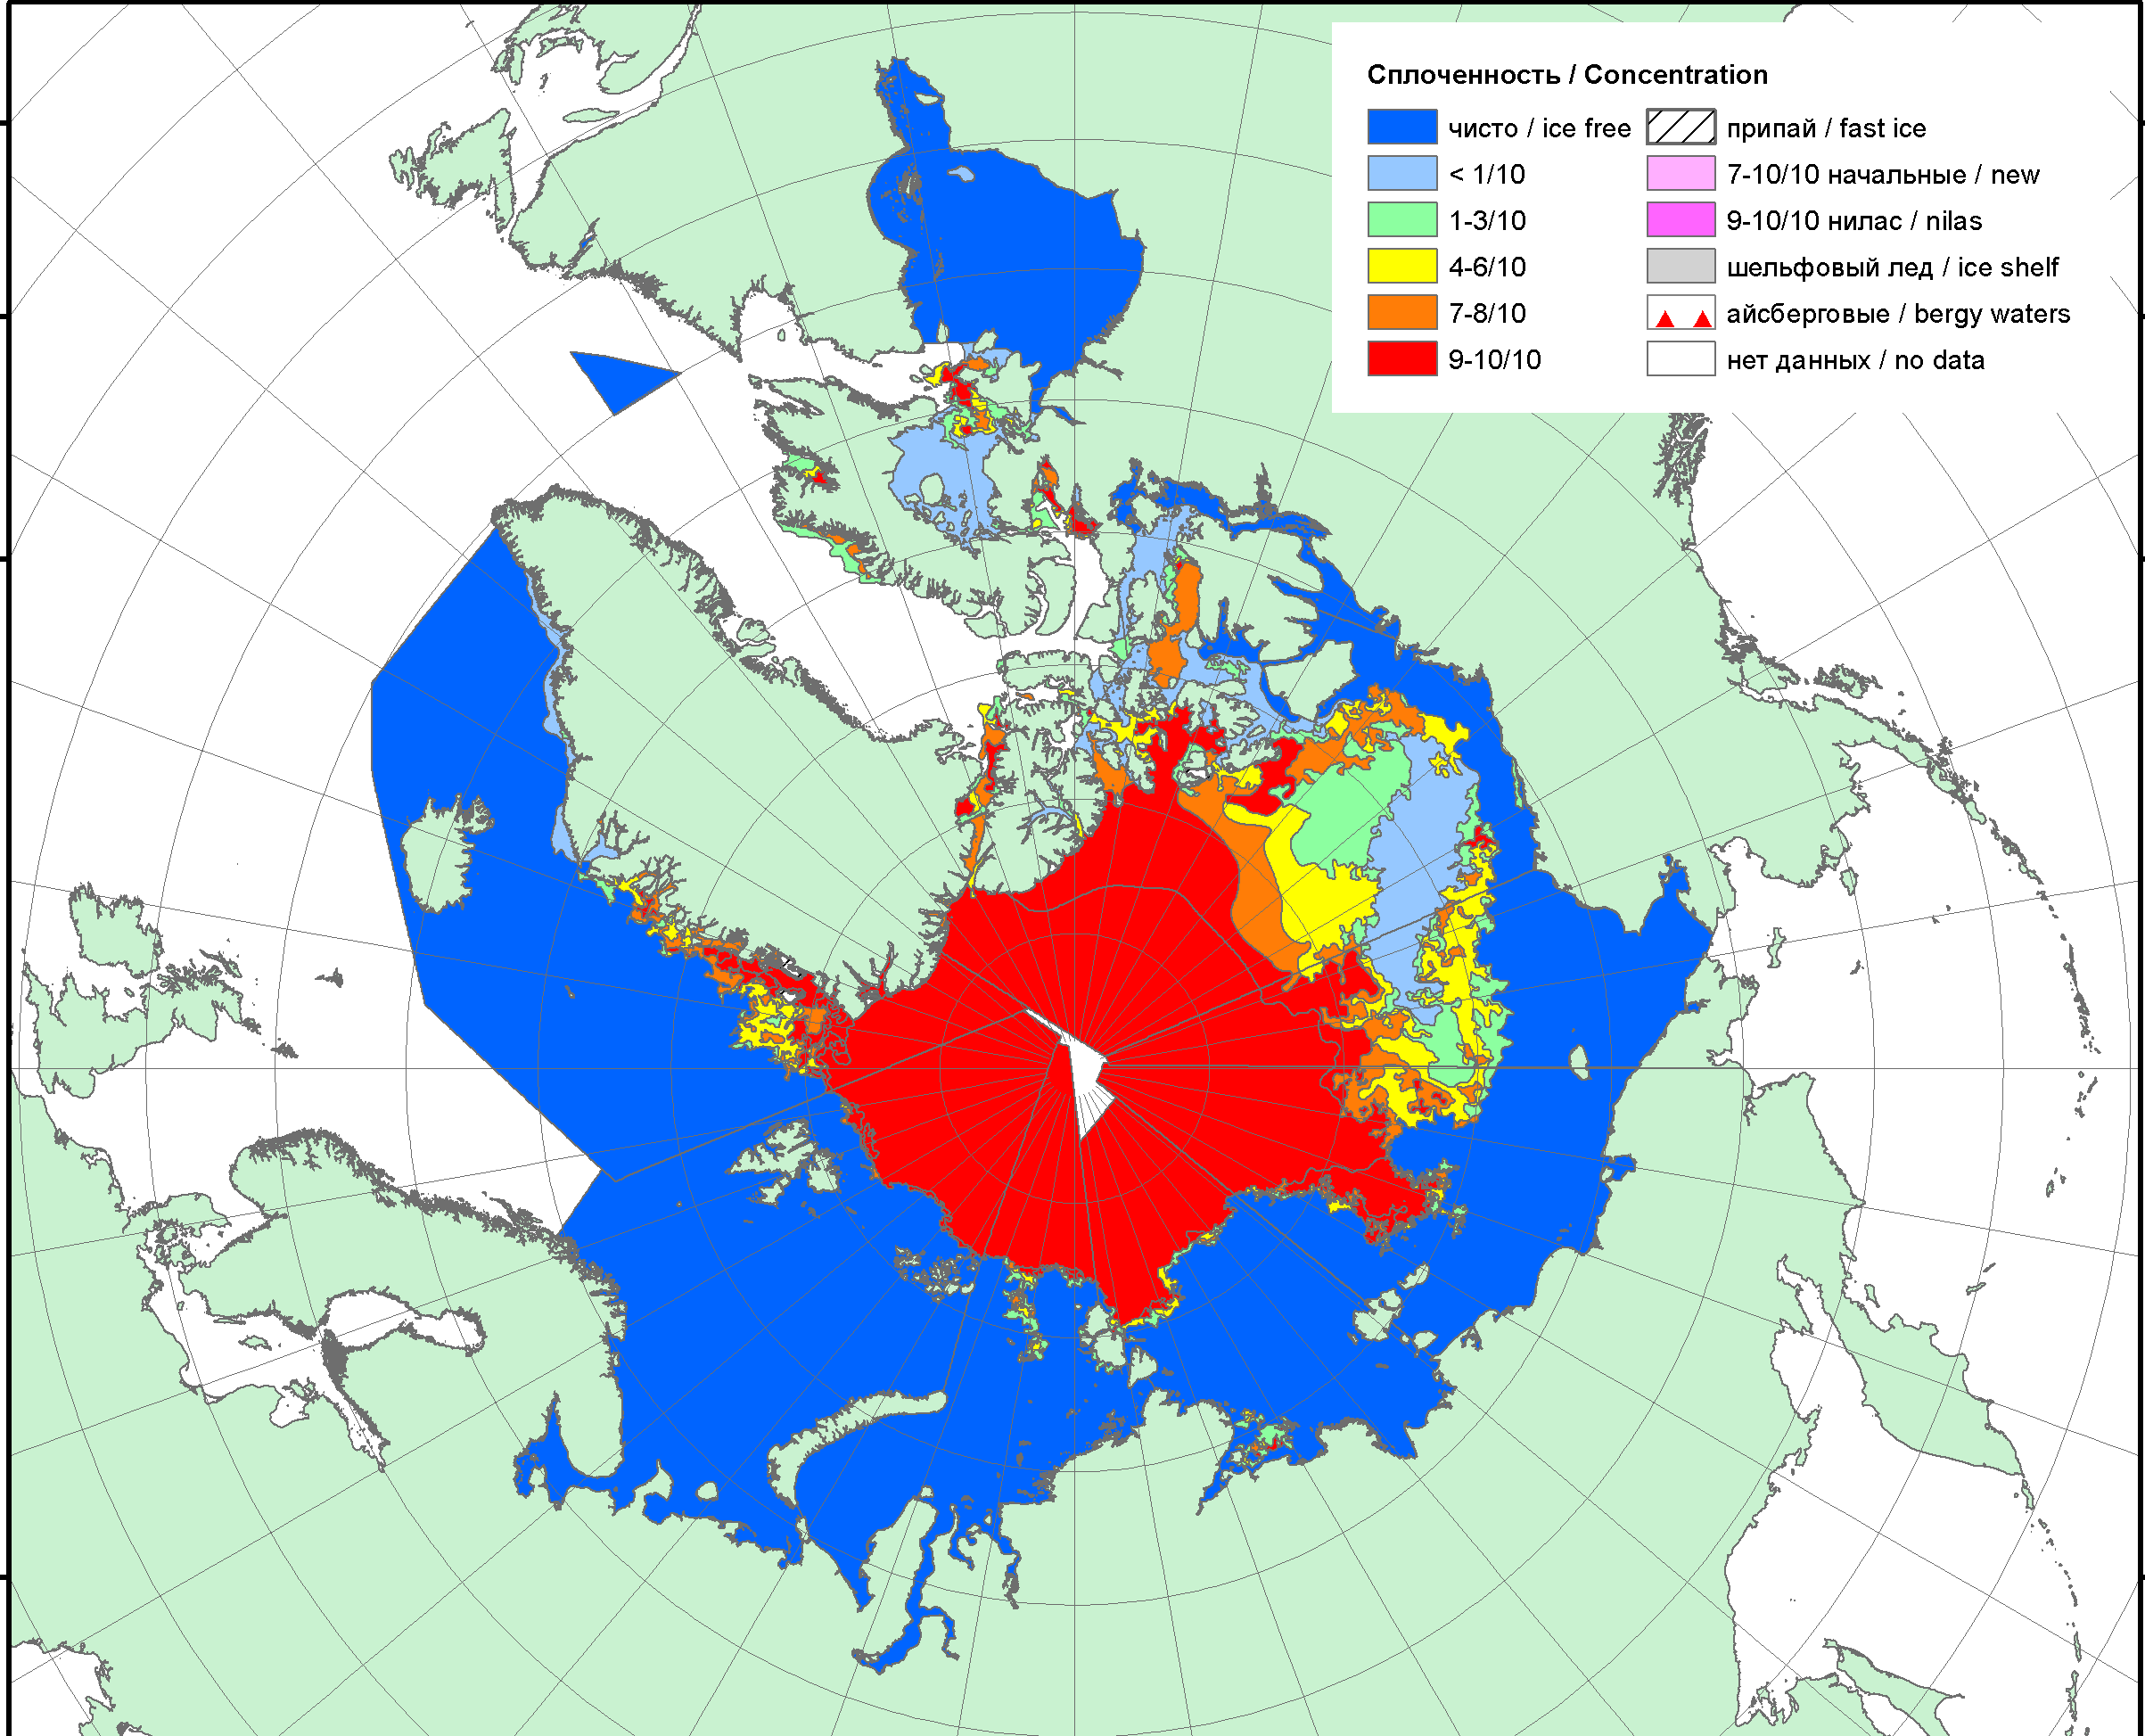 Сплоченность / Concentration
чисто / ice free
< 1/10
1-3/10
4-6/10
7-8/10
9-10/10
припай / fast ice
7-10/10 начальные / new
9-10/10 нилас / nilas
шельфовый лед / ice shelf
айсберговые / bergy waters
нет данных / no data